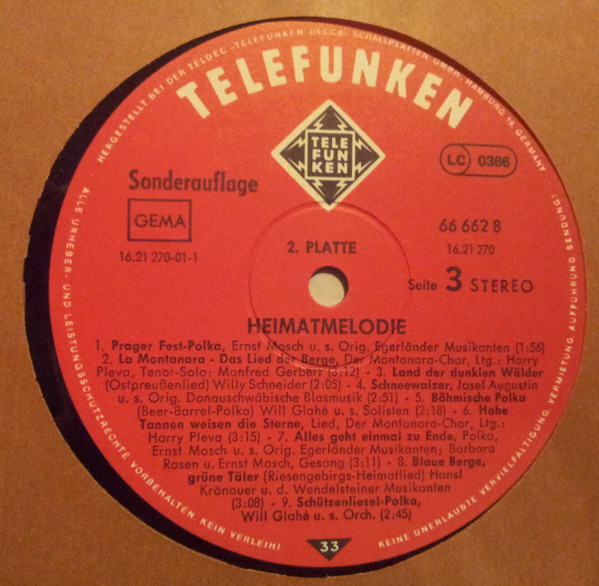 HERGESTELLT BEI DER TELDEC »TELEFUNKEN DECCA« SCHALLPLATTEN GMBH, HAMBURG 19, GERMANY
TELEFUNKEN
TELE
FUN
KEN
LC 0366
Sonderauflage
GEMA
16.21 270-01-1
66 662 8
16.21 270
2. PLATTE
Seite 3 STEREO
HEIMATMELODIE
1. Prager Fest-Polka, Ernst Mosch u. s. Orig. Egerländer Musikanten (1:56)
2. La Montanara - Das Lied der Berge, Der Montanara-Chor, Ltg.: Harry
Pleva, Tenor-Solo: Manfred Gerbert (3:12) - 3. Land der dunklen Wälder
(Ostpreußenlied) Willy Schneider (2:05) - 4. Schneewalzer, Josef Augustin
u. s. Orig. Donauschwäbische Blasmusik (2:51) - 5. Böhmische Polka
(Beer-Barrel-Polka) Will Glahé u. s. Solisten (2:18) - 6. Hohe
Tannen weisen die Sterne, Lied, Der Montanara-Chor, Ltg.:
Harry Pleva (3:15) - 7. Alles geht einmal zu Ende, Polka,
Ernst Mosch u. s. Orig. Egerländer Musikanten; Barbara
Rosen u. Ernst Mosch, Gesang (3:11) - 8. Blaue Berge,
grüne Täler (Riesengebirgs-Heimatlied) Hansl
Krönauer u. d. Wendelsteiner Musikanten
(3:08) - 9. Schützenliesel-Polka,
Will Glahé u. s. Orch. (2:45)
33
ALLE URHEBER- UND LEISTUNGSSCHUTZRECHTE VORBEHALTEN KEIN VERLEIH!
KEINE UNERLAUBTE VERVIELFÄLTIGUNG, VERMIETUNG, AUFFÜHRUNG, SENDUNG!